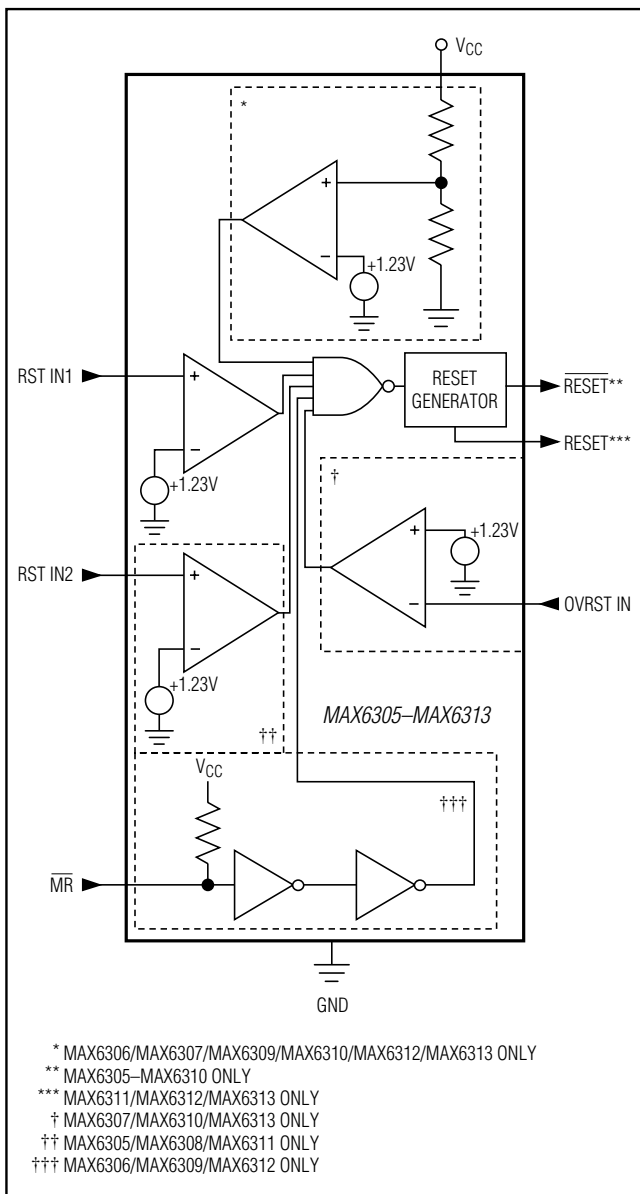 VCC
*
+
−
+1.23V
RST IN1
+
−
+1.23V
RESET
GENERATOR
RESET**
RESET***
†
+
+1.23V
−
OVRST IN
RST IN2
+
−
+1.23V
††
MAX6305–MAX6313
VCC
†††
MR
GND
* MAX6306/MAX6307/MAX6309/MAX6310/MAX6312/MAX6313 ONLY
** MAX6305–MAX6310 ONLY
*** MAX6311/MAX6312/MAX6313 ONLY
† MAX6307/MAX6310/MAX6313 ONLY
†† MAX6305/MAX6308/MAX6311 ONLY
††† MAX6306/MAX6309/MAX6312 ONLY